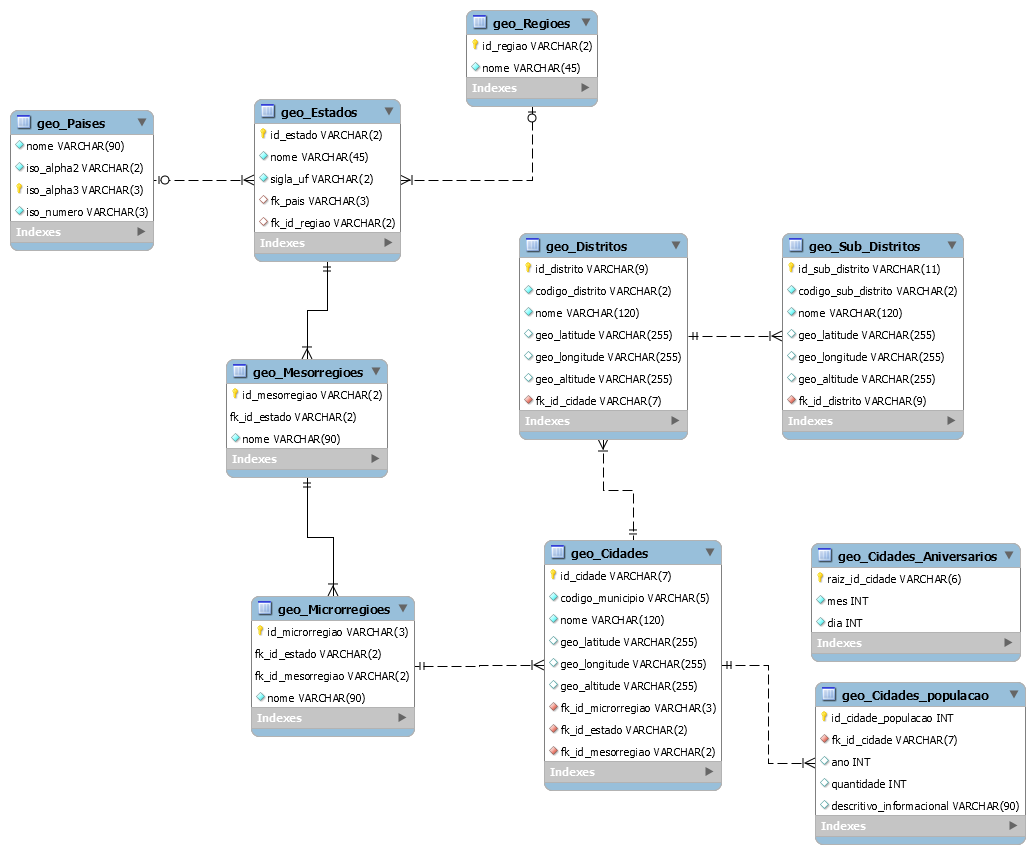 geo_Regioes
id_regiao VARCHAR(2)
nome VARCHAR(45)
Indexes
geo_Paises
nome VARCHAR(90)
iso_alpha2 VARCHAR(2)
iso_alpha3 VARCHAR(3)
iso_numero VARCHAR(3)
Indexes
geo_Estados
id_estado VARCHAR(2)
nome VARCHAR(45)
sigla_uf VARCHAR(2)
fk_pais VARCHAR(3)
fk_id_regiao VARCHAR(2)
Indexes
geo_Distritos
id_distrito VARCHAR(9)
codigo_distrito VARCHAR(2)
nome VARCHAR(120)
geo_latitude VARCHAR(255)
geo_longitude VARCHAR(255)
geo_altitude VARCHAR(255)
fk_id_cidade VARCHAR(7)
Indexes
geo_Sub_Distritos
id_sub_distrito VARCHAR(11)
codigo_sub_distrito VARCHAR(2)
nome VARCHAR(120)
geo_latitude VARCHAR(255)
geo_longitude VARCHAR(255)
geo_altitude VARCHAR(255)
fk_id_distrito VARCHAR(9)
Indexes
geo_Mesorregioes
id_mesorregiao VARCHAR(2)
fk_id_estado VARCHAR(2)
nome VARCHAR(90)
Indexes
geo_Microrregioes
id_microrregiao VARCHAR(3)
fk_id_estado VARCHAR(2)
fk_id_mesorregiao VARCHAR(2)
nome VARCHAR(90)
Indexes
geo_Cidades
id_cidade VARCHAR(7)
codigo_municipio VARCHAR(5)
nome VARCHAR(120)
geo_latitude VARCHAR(255)
geo_longitude VARCHAR(255)
geo_altitude VARCHAR(255)
fk_id_microrregiao VARCHAR(3)
fk_id_estado VARCHAR(2)
fk_id_mesorregiao VARCHAR(2)
Indexes
geo_Cidades_Aniversarios
raiz_id_cidade VARCHAR(6)
mes INT
dia INT
Indexes
geo_Cidades_populacao
id_cidade_populacao INT
fk_id_cidade VARCHAR(7)
ano INT
quantidade INT
descritivo_informacional VARCHAR(90)
Indexes